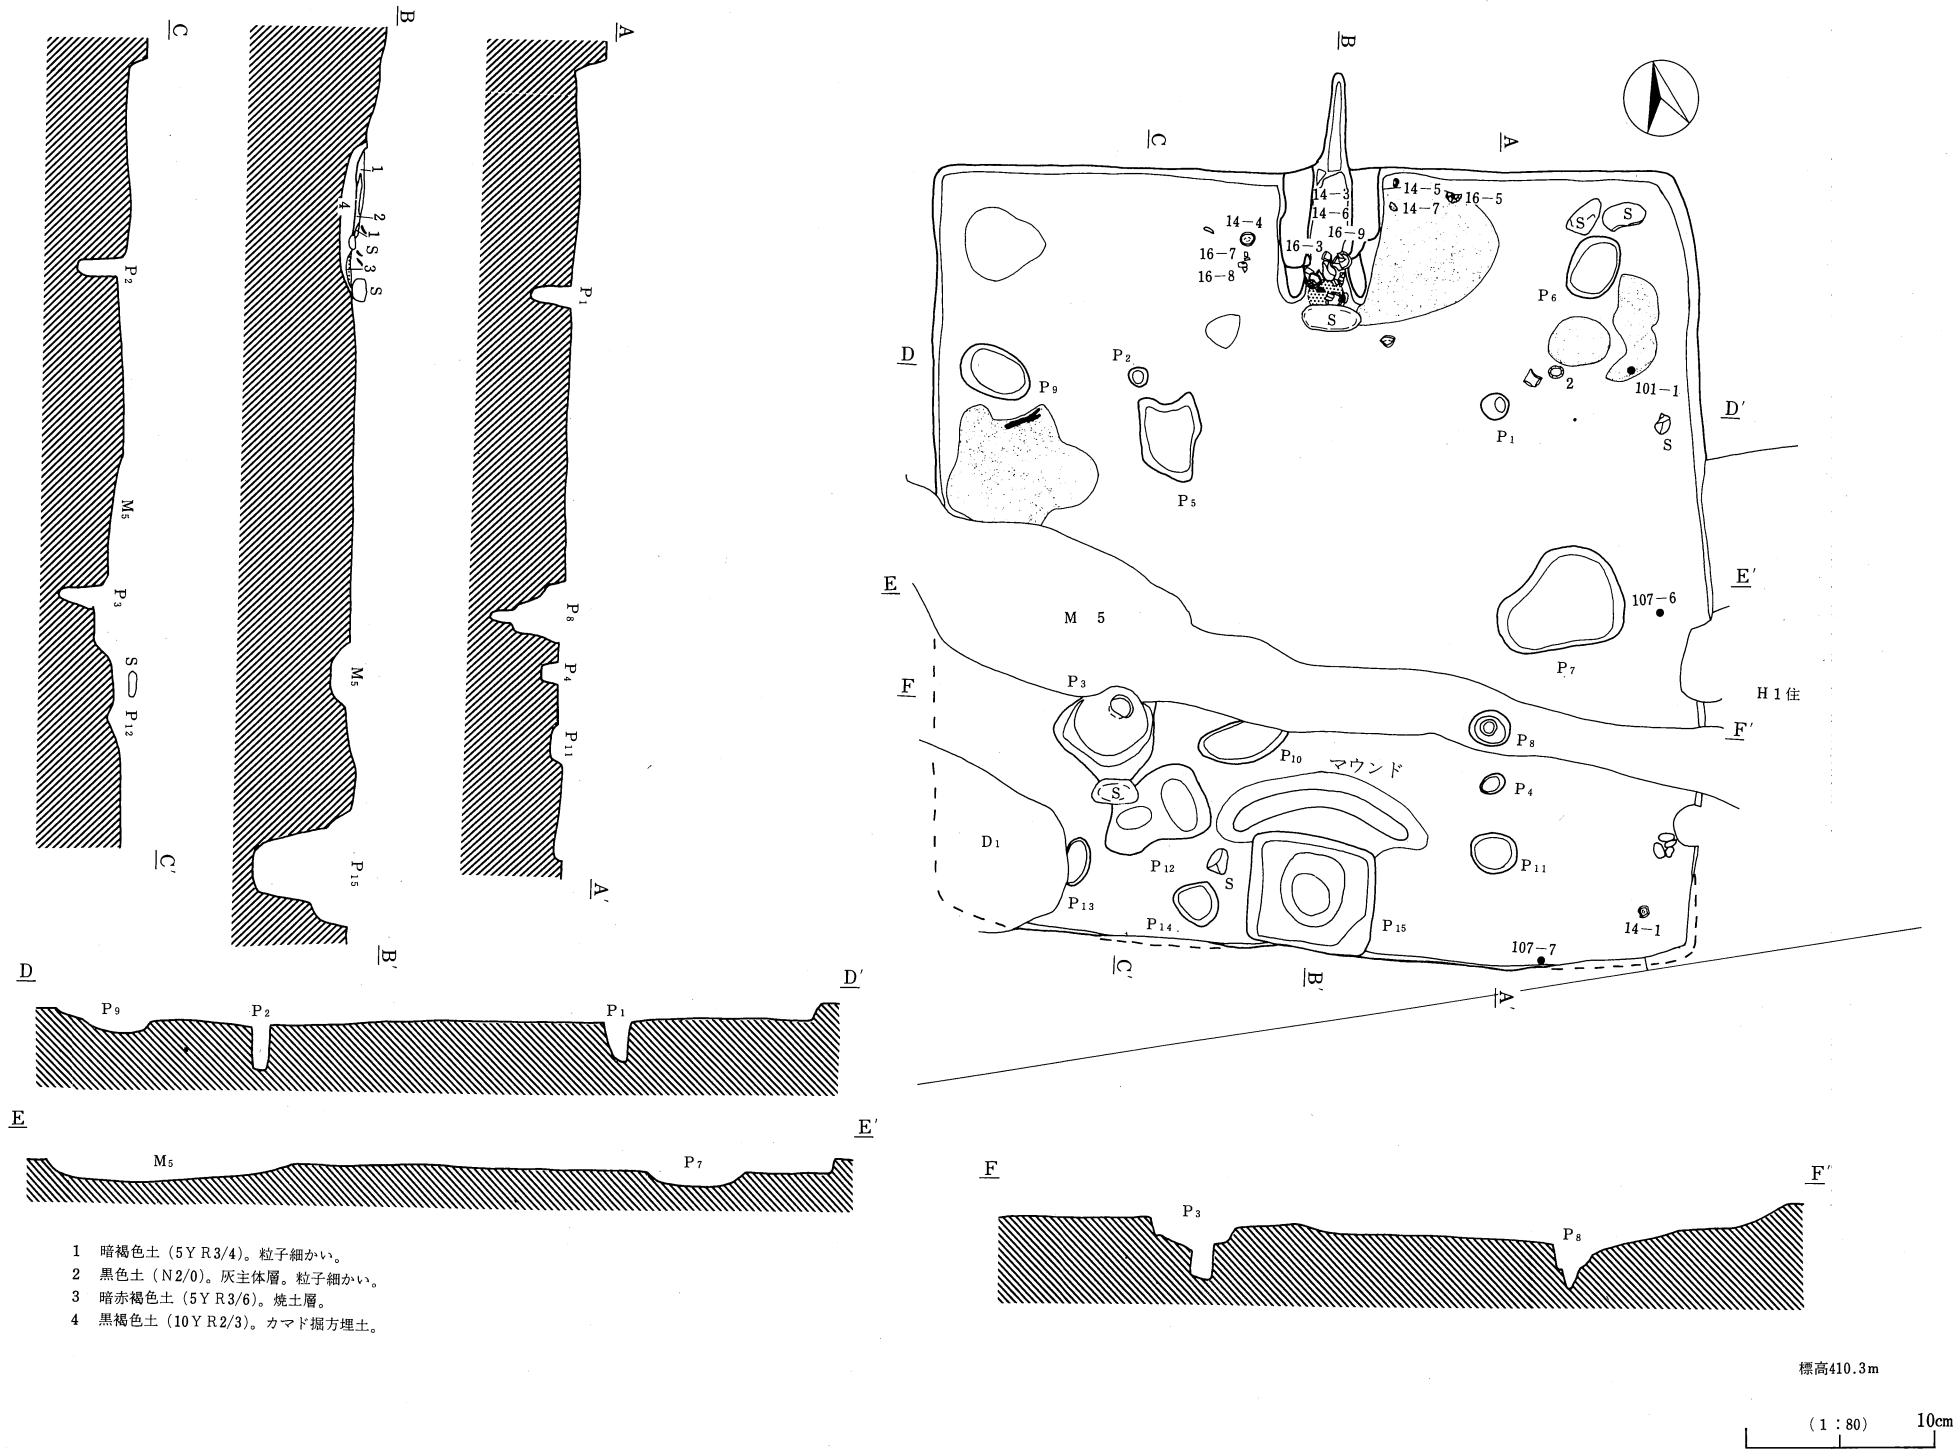 C
B
A
1
2
1
S
3
S
4
P2
P1
M5
P3
S
P12
M5
P15
P8
P4
P11
C'
B'
A'
D
D'
P9
P2
P1
E
E'
M5
P7
1 暗褐色土(5YR3/4)。粒子細かい。
2 黒色土(N2/0)。灰主体層。粒子細かい。
3 暗赤褐色土(5YR3/6)。焼土層。
4 黒褐色土(10YR2/3)。カマド掘方埋土。
B
C
A
14-3
14-6
16-9
16-3
14-4
16-7
16-8
14-5
14-7
16-5
S
S
S
P6
D
P9
P2
P5
2
101-1
P1
S
D'
E
E'
M 5
107-6
P7
H1住
F
F'
P3
P8
P10
マウンド
P4
S
D1
P12
P11
S
P13
P14
P15
14-1
107-7
C'
B'
A'
F
F'
P3
P8
標高410.3m
(1:80) 10cm